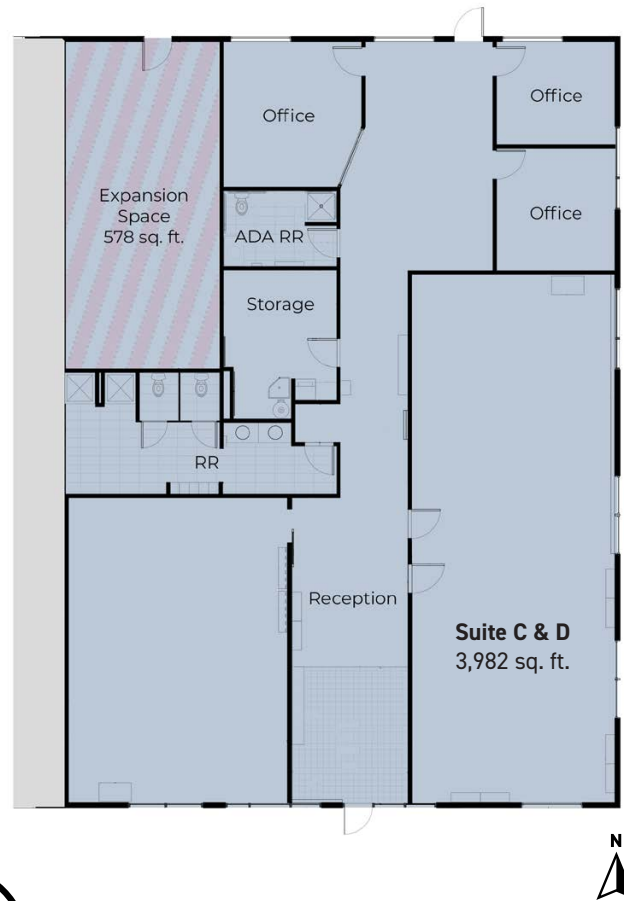 Office
Office
Expansion
Space
578 sq. ft.
Office
ADA RR
Storage
RR
Reception
Suite C & D
3,982 sq. ft.
N